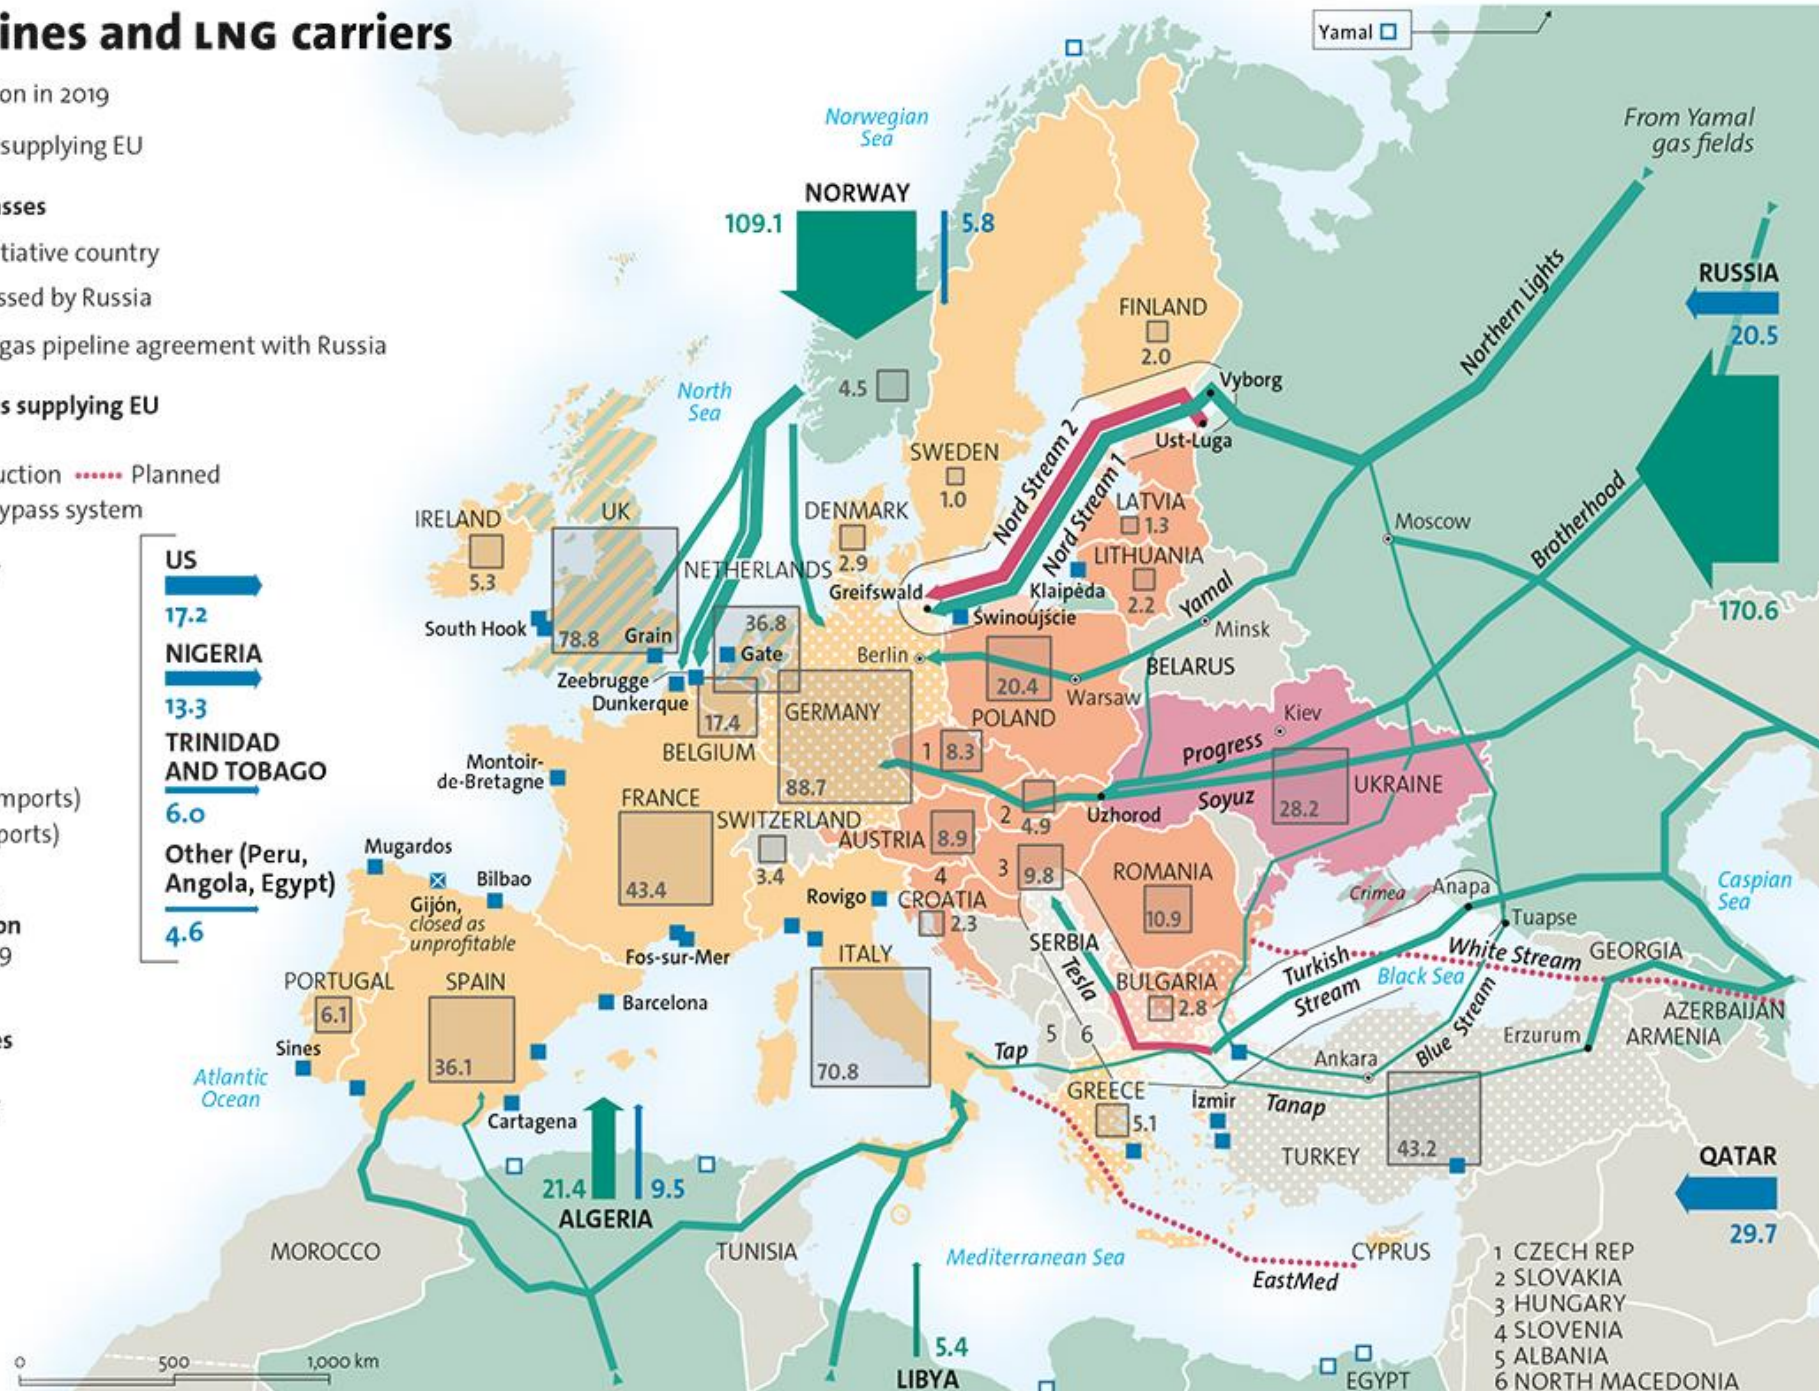 ines and LNG carriers
on in 2019
supplying EU
sses
tiative country
ssed by Russia
gas pipeline agreement with Russia
s supplying EU
uction Planned
ypass system
US
17.2
NIGERIA
13.3
TRINIDAD
AND TOBAGO
6.0
Other (Peru,
Angola, Egypt)
4.6
mports)
ports)
on
9
es
Yamal
From Yamal
gas fields
Norwegian
Sea
NORWAY
109.1
5.8
RUSSIA
20.5
170.6
Northern Lights
Brotherhood
FINLAND
2.0
4.5
North
Sea
Vyborg
Ust-Luga
Nord Stream 2
Nord Stream 1
SWEDEN
1.0
LATVIA
1.3
LITHUANIA
2.2
Klaipėda
Moscow
IRELAND
5.3
UK
78.8
DENMARK
2.9
NETHERLANDS
36.8
Greifswald
Świnoujście
Yamal
Minsk
South Hook
Grain
Gate
Berlin
BELARUS
Zeebrugge
Dunkerque
17.4
BELGIUM
GERMANY
88.7
20.4
Warsaw
POLAND
Kiev
Progress
1
8.3
Montoir-
de-Bretagne
FRANCE
43.4
SWITZERLAND
3.4
AUSTRIA
8.9
2
4.9
Uzhorod
Soyuz
28.2
UKRAINE
Mugardos
Gijón,
closed as
unprofitable
Bilbao
Rovigo
4
CROATIA
2.3
3
9.8
ROMANIA
10.9
Crimea
Anapa
Tuapse
Caspian
Sea
Fos-sur-Mer
ITALY
70.8
SERBIA
Tesla
BULGARIA
2.8
Turkish
Stream
White Stream
Black Sea
Blue Stream
GEORGIA
AZERBAIJAN
ARMENIA
PORTUGAL
6.1
SPAIN
36.1
Barcelona
Sines
Atlantic
Ocean
Cartagena
5
6
Tap
GREECE
5.1
İzmir
Ankara
Erzurum
Tanap
TURKEY
43.2
QATAR
29.7
21.4
9.5
ALGERIA
MOROCCO
TUNISIA
Mediterranean Sea
CYPRUS
EastMed
5.4
LIBYA
EGYPT
1 CZECH REP
2 SLOVAKIA
3 HUNGARY
4 SLOVENIA
5 ALBANIA
6 NORTH MACEDONIA
0 500 1,000 km